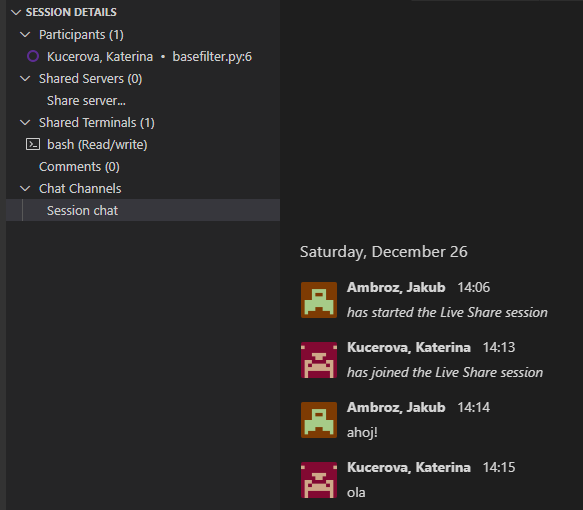 SESSION DETAILS
Participants (1)
Kucerova, Katerina • basefilter.py:6
Shared Servers (0)
Share server...
Shared Terminals (1)
bash (Read/write)
Comments (0)
Chat Channels
Session chat
Saturday, December 26
Ambroz, Jakub 14:06
has started the Live Share session
Kucerova, Katerina 14:13
has joined the Live Share session
Ambroz, Jakub 14:14
ahoj!
Kucerova, Katerina 14:15
ola